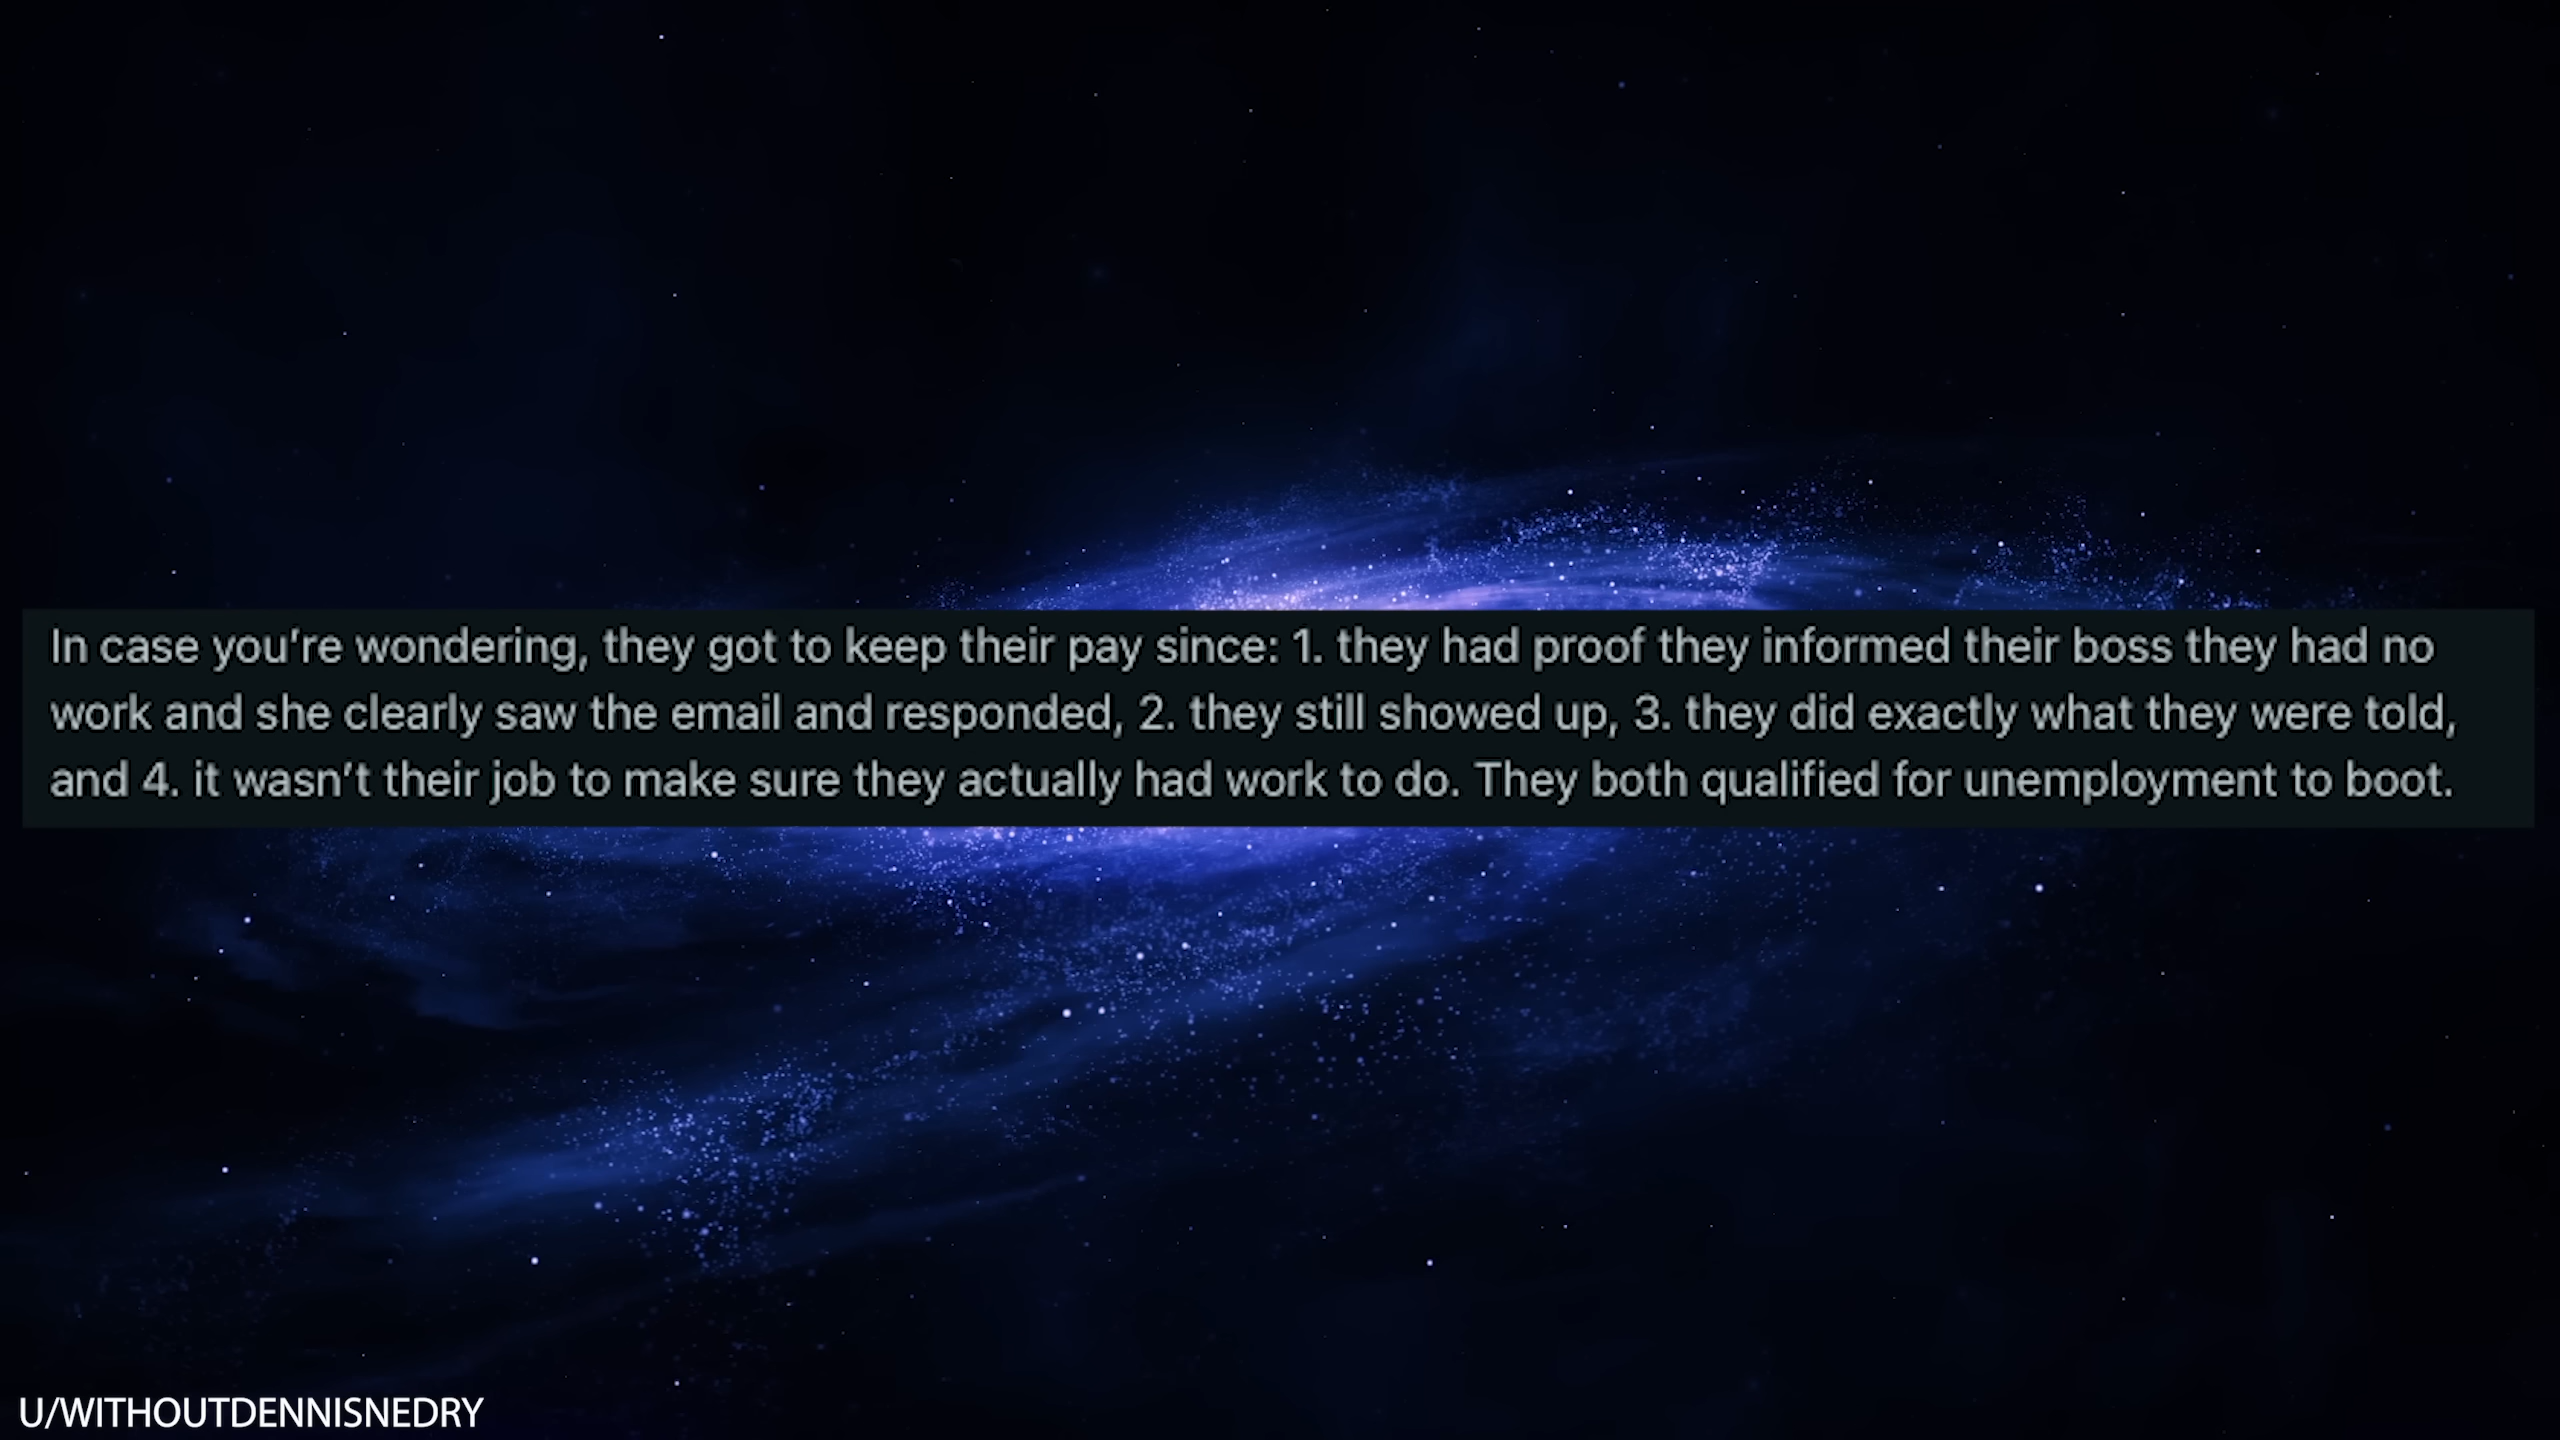 In case you’re wondering, they got to keep their pay since: 1. they had proof they informed their boss they had no
work and she clearly saw the email and responded, 2. they still showed up, 3. they did exactly what they were told,
and 4. it wasn’t their job to make sure they actually had work to do. They both qualified for unemployment to boot.
U/WITHOUTDENNISNEDRY